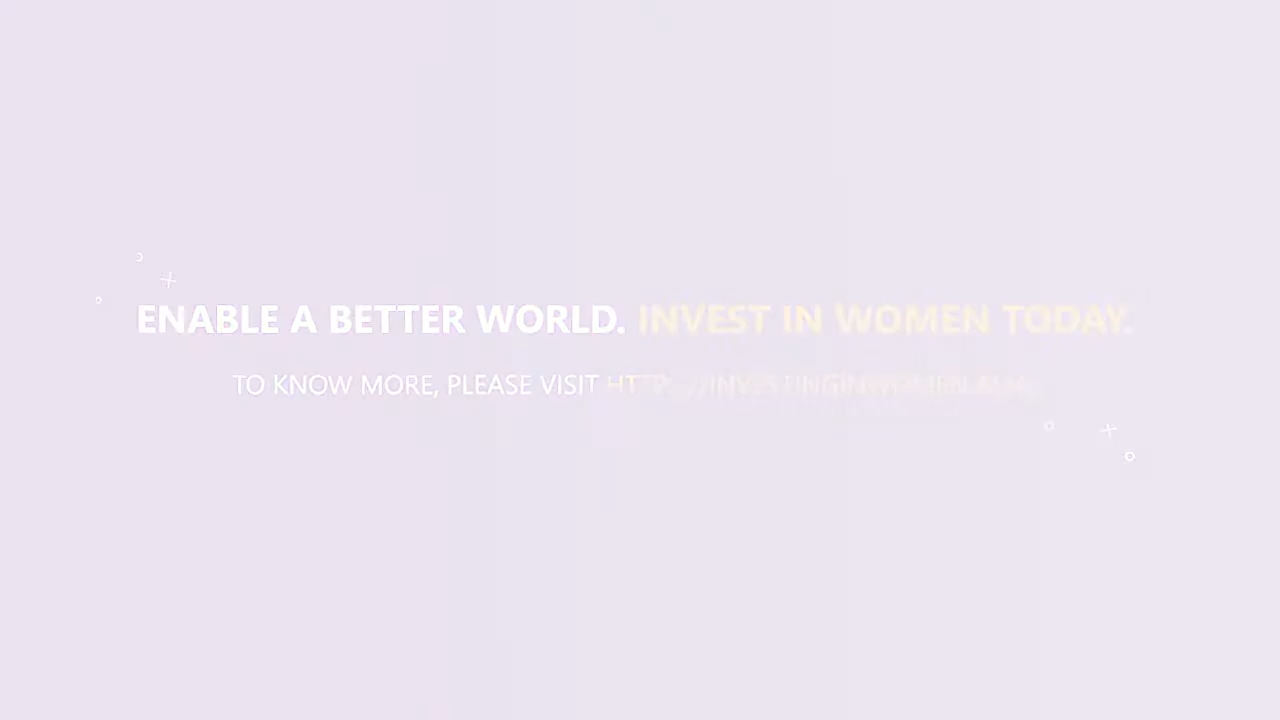 ENABLE A BETTER WORLD. INVEST IN WOMEN TODAY.
TO KNOW MORE, PLEASE VISIT